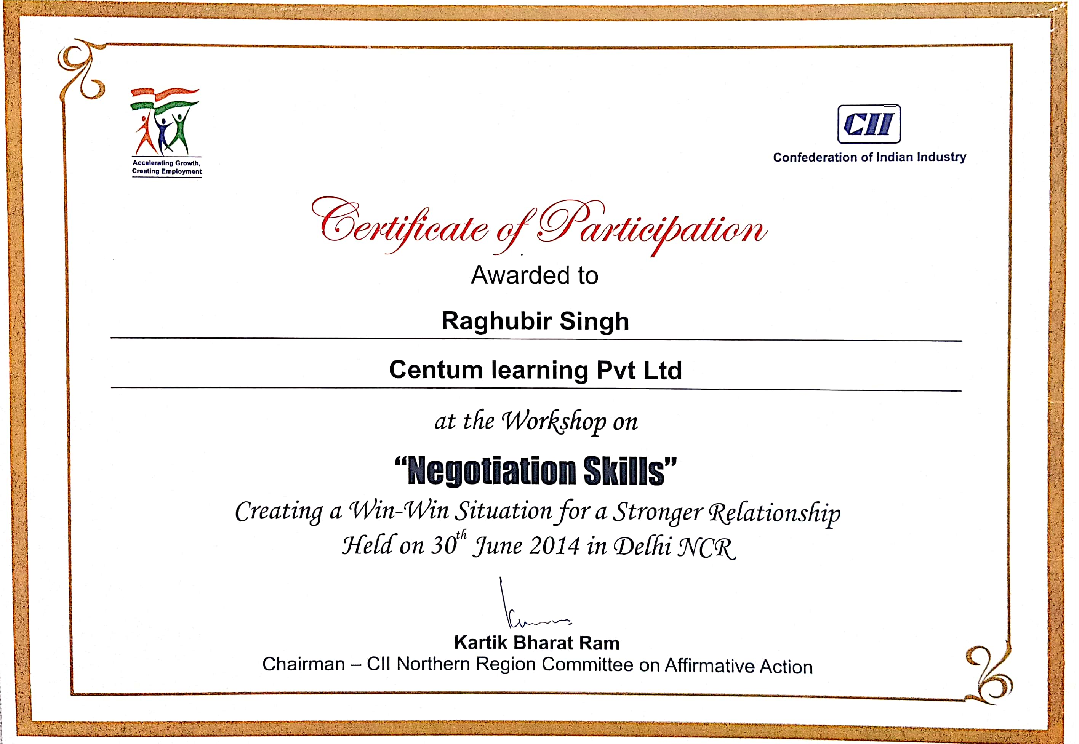 Accelerating Growth,
Creating Employment
CII
Confederation of Indian Industry
Certificate of Participation
Awarded to
Raghubir Singh
Centum learning Pvt Ltd
at the Workshop on
“Negotiation Skills”
Creating a Win-Win Situation for a Stronger Relationship
Held on 30th June 2014 in Delhi NCR
Kartik Bharat Ram
Chairman – CII Northern Region Committee on Affirmative Action